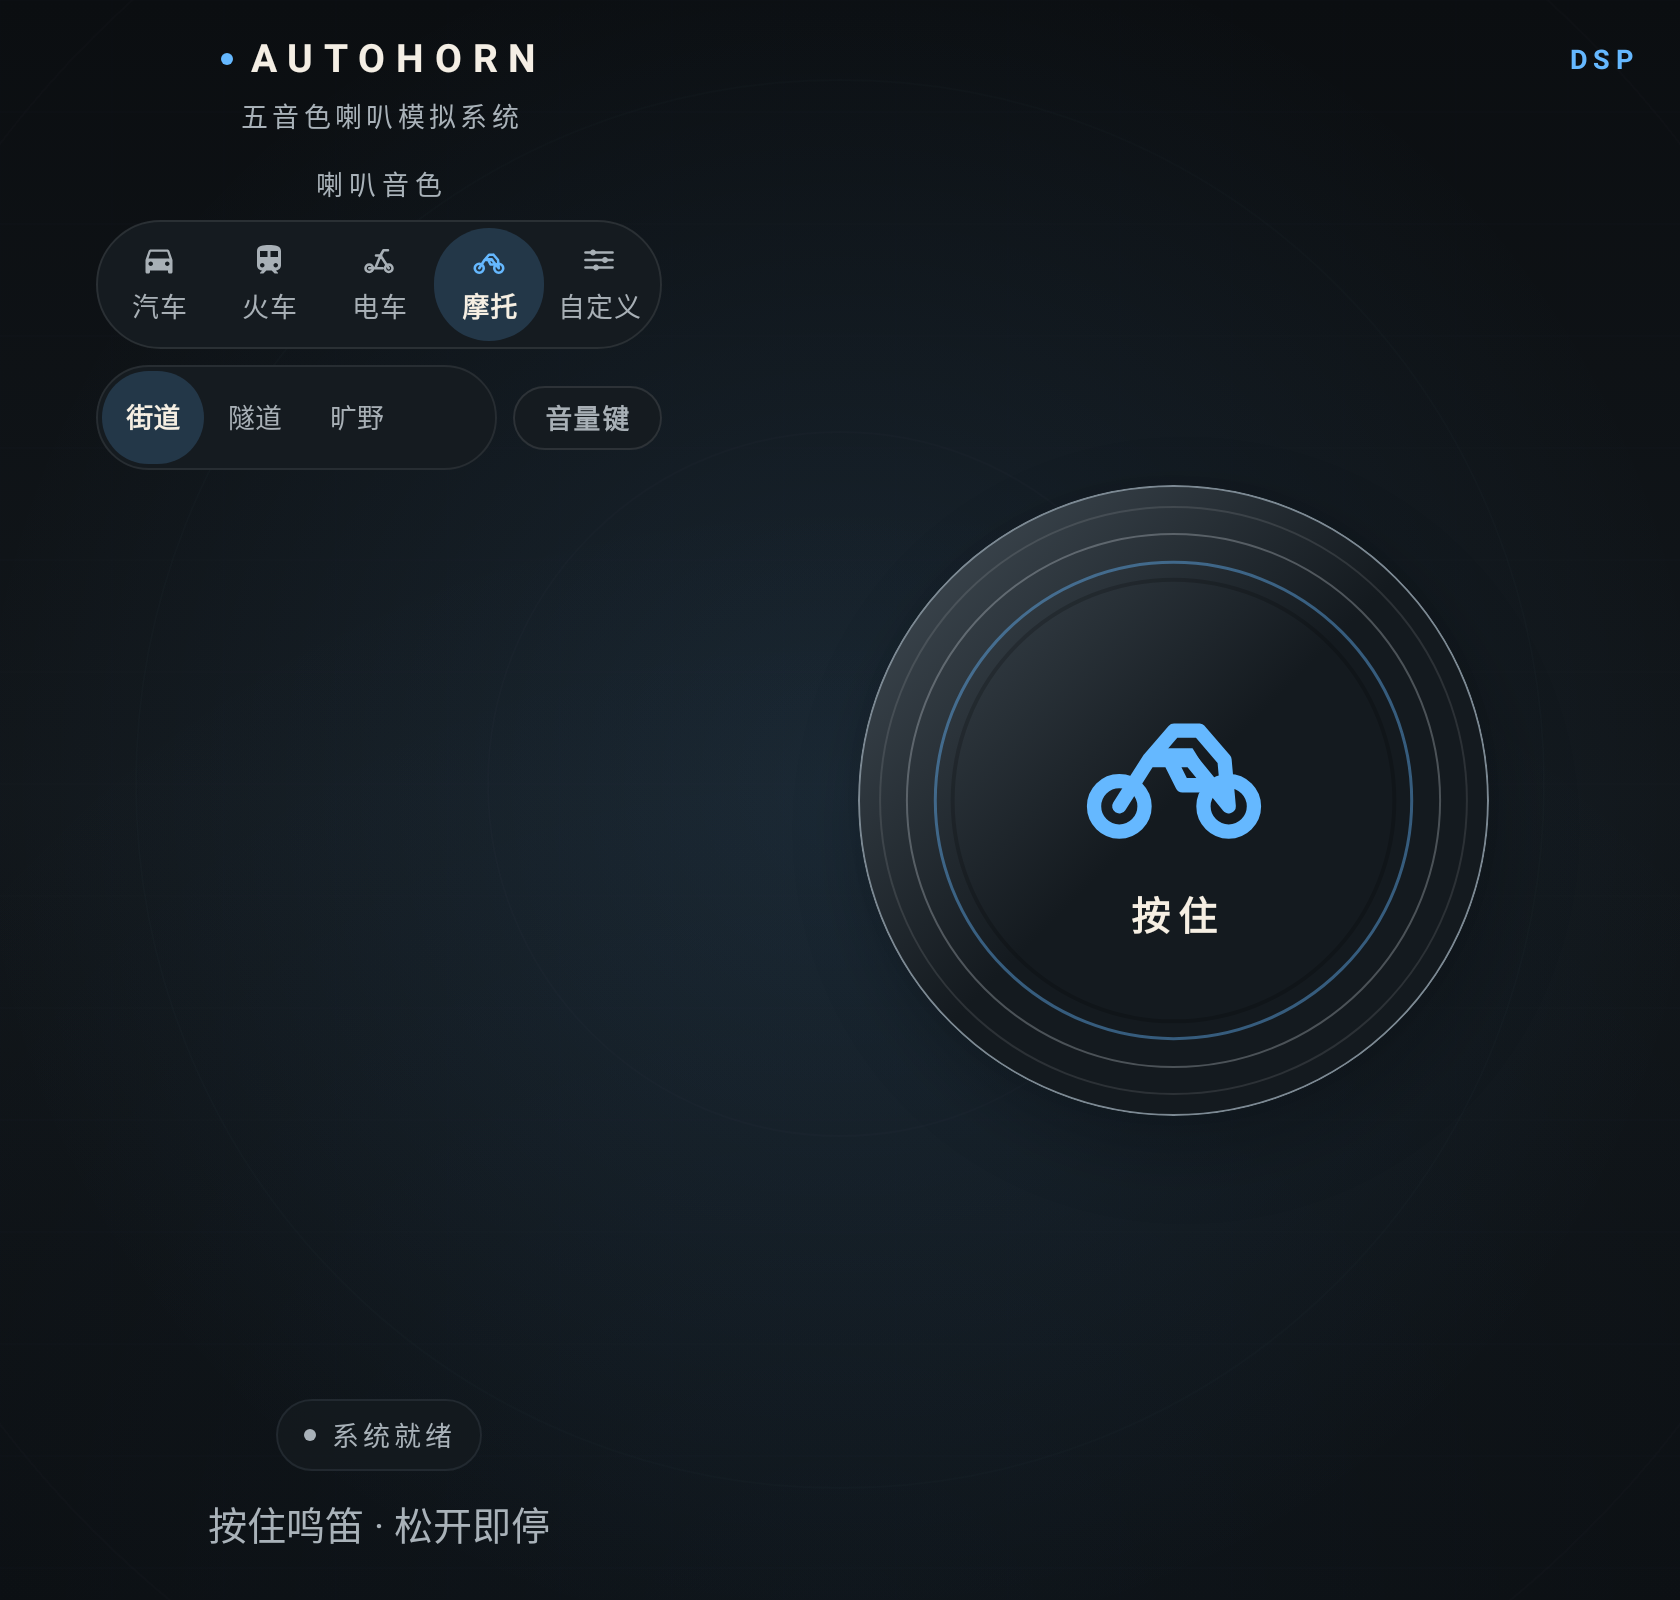 AUTOHORN
DSP
五音色喇叭模拟系统
喇叭音色
汽车 火车 电车 摩托 自定义
街道 隧道 旷野 音量键
按住
系统就绪
按住鸣笛 · 松开即停